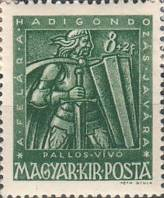 A·FELÁR·A·HADIGONDOZÁS·JAVÁRA
8+2f
PALLOS-VIVÓ
MAGYAR·KIR·POSTA